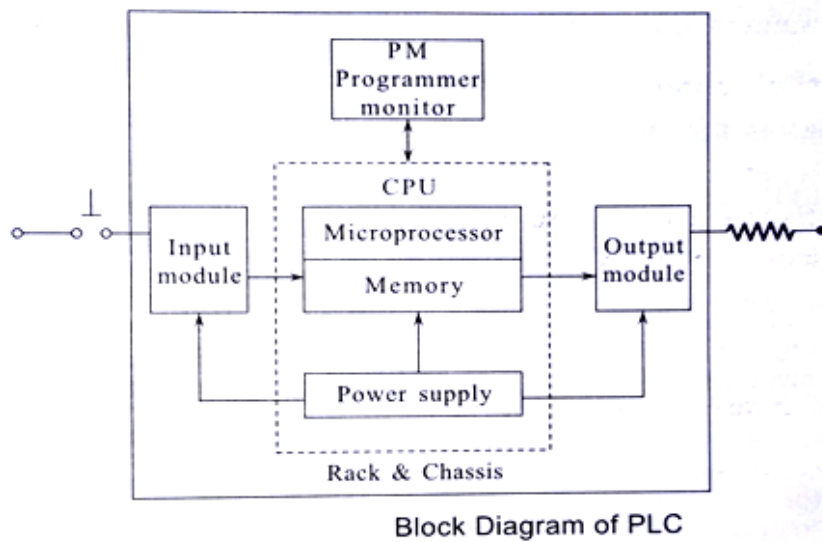 PM
Programmer
monitor
CPU
Input
module
Microprocessor
Memory
Output
module
Power supply
Rack & Chassis
Block Diagram of PLC